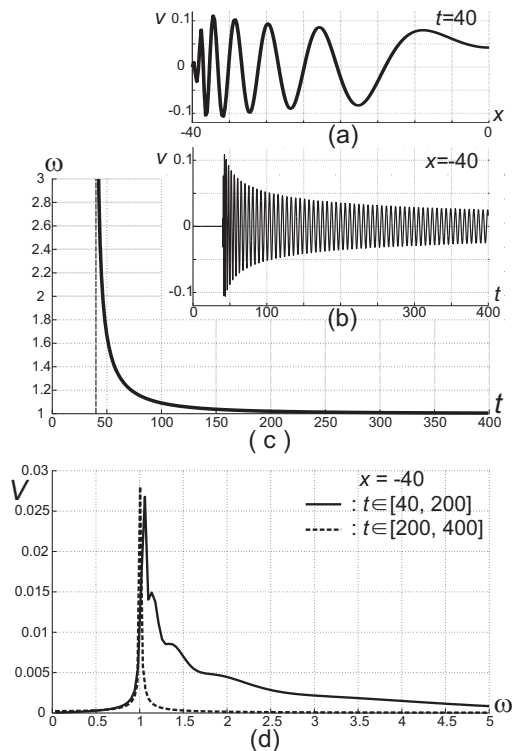 v 0.1 t=40
0
-0.1
-40 x 0
(a)
ω v 0.1 x=-40
3
2.8
2.6
2.4
2.2
2
1.8
1.6
1.4
1.2
1
0
-0.1
0 100 200 300 400
(b) t
0 50 100 150 200 250 300 350 400 t
(c)
V 0.03 x = -40
0.025 : t∈[40, 200]
: t∈[200, 400]
0.02
0.015
0.01
0.005
0
0 0.5 1 1.5 2 2.5 3 3.5 4 4.5 5 ω
(d)